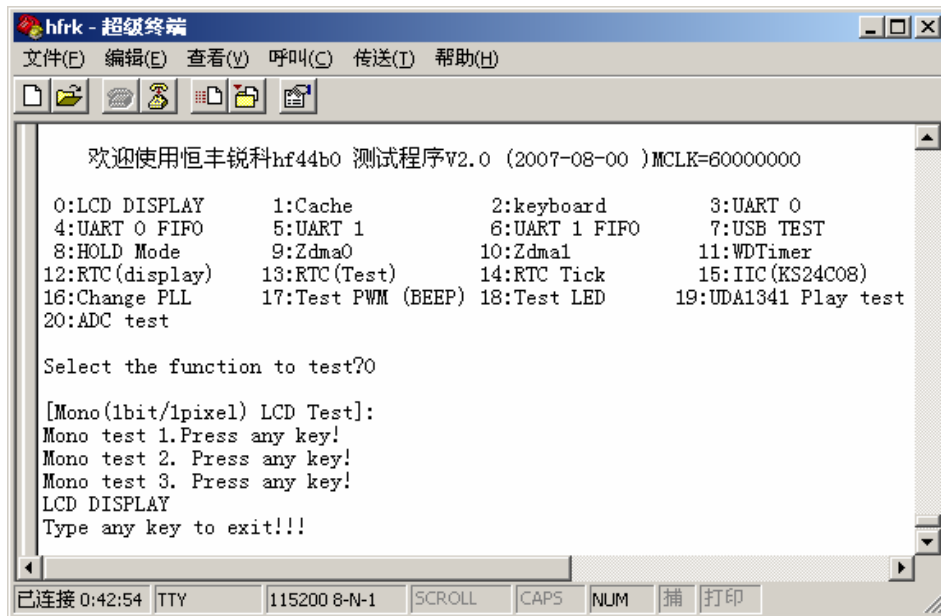 hfrk - 超级终端
文件(F) 编辑(E) 查看(V) 呼叫(C) 传送(T) 帮助(H)
欢迎使用恒丰锐科hf44b0 测试程序V2.0 (2007-08-00 )MCLK=60000000
0:LCD DISPLAY 1:Cache 2:keyboard 3:UART 0
4:UART 0 FIFO 5:UART 1 6:UART 1 FIFO 7:USB TEST
8:HOLD Mode 9:Zdma0 10:Zdma1 11:WDTimer
12:RTC(display) 13:RTC(Test) 14:RTC Tick 15:IIC(KS24C08)
16:Change PLL 17:Test PWM (BEEP) 18:Test LED 19:UDA1341 Play test
20:ADC test
Select the function to test?0
[Mono(1bit/1pixel) LCD Test]:
Mono test 1.Press any key!
Mono test 2. Press any key!
Mono test 3. Press any key!
LCD DISPLAY
Type any key to exit!!!
已连接 0:42:54 TTY 115200 8-N-1 SCROLL CAPS NUM 捕 打印